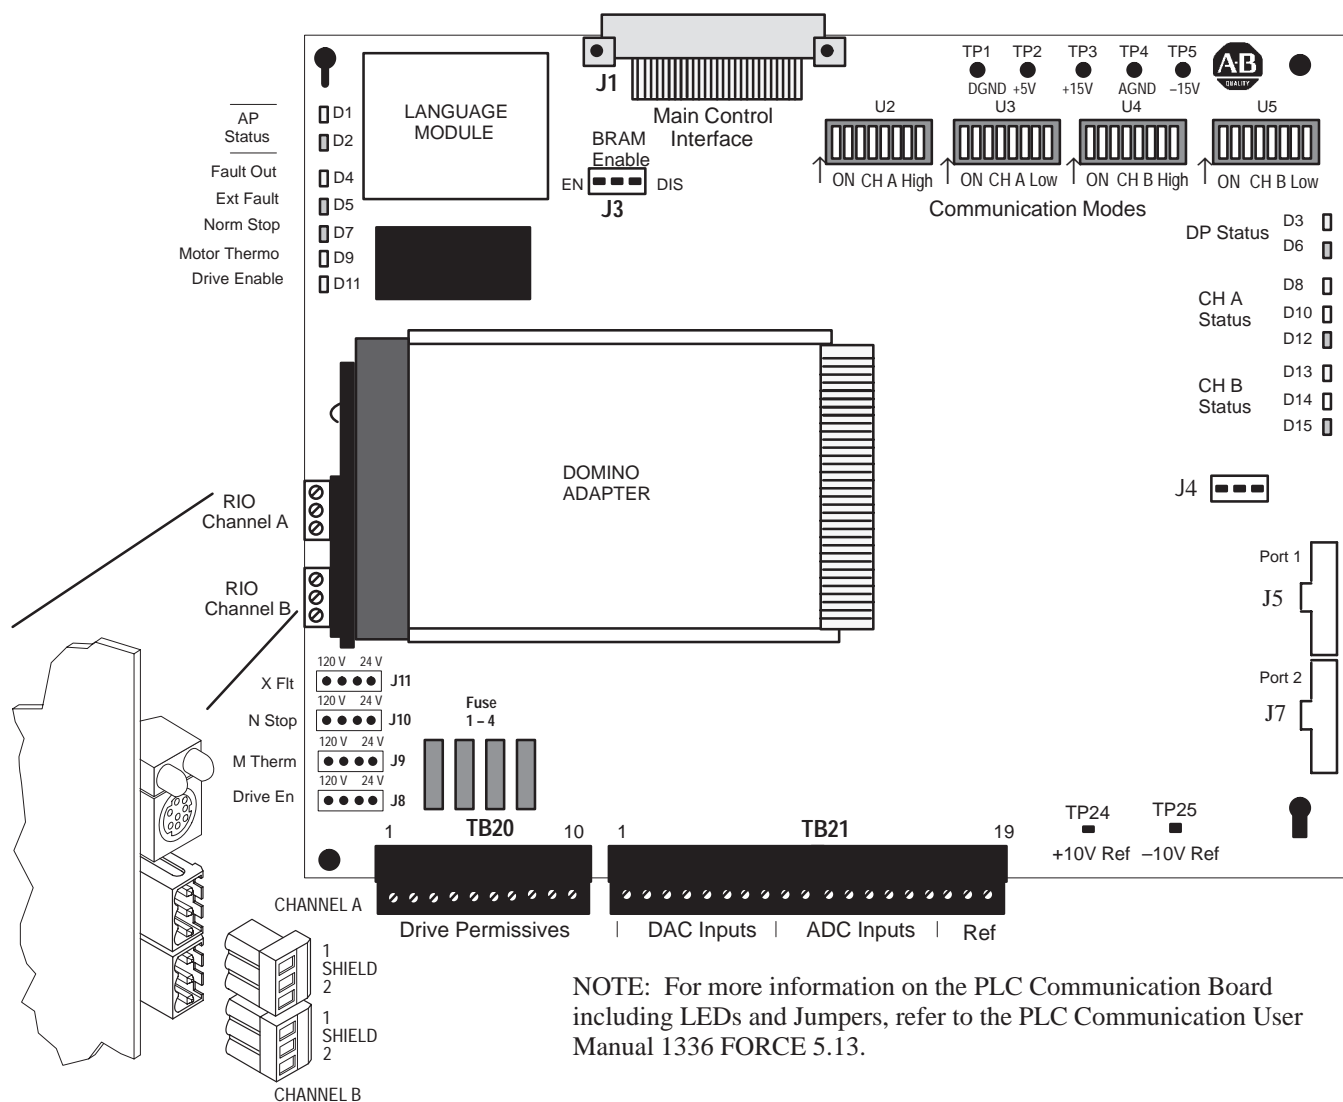 J1
Main Control
Interface
TP1 TP2 TP3 TP4 TP5
DGND +5V +15V AGND –15V
A-B
QUALITY
LANGUAGE
MODULE
BRAM
Enable
EN DIS
J3
U2 U3 U4 U5
ON CH A High ON CH A Low ON CH B High ON CH B Low
Communication Modes
AP
Status
D1
D2
Fault Out D4
Ext Fault D5
Norm Stop D7
Motor Thermo D9
Drive Enable D11
DP Status
D3
D6
CH A
Status
D8
D10
D12
CH B
Status
D13
D14
D15
DOMINO
ADAPTER
J4
RIO
Channel A
RIO
Channel B
Port 1
J5
Port 2
J7
120 V 24 V
X Flt J11
120 V 24 V
N Stop J10
120 V 24 V
M Therm J9
120 V 24 V
Drive En J8
Fuse
1 – 4
TP24 TP25
+10V Ref –10V Ref
1 TB20 10
1 TB21 19
Drive Permissives
DAC Inputs ADC Inputs Ref
CHANNEL A
1
SHIELD
2
1
SHIELD
2
CHANNEL B
NOTE: For more information on the PLC Communication Board
including LEDs and Jumpers, refer to the PLC Communication User
Manual 1336 FORCE 5.13.